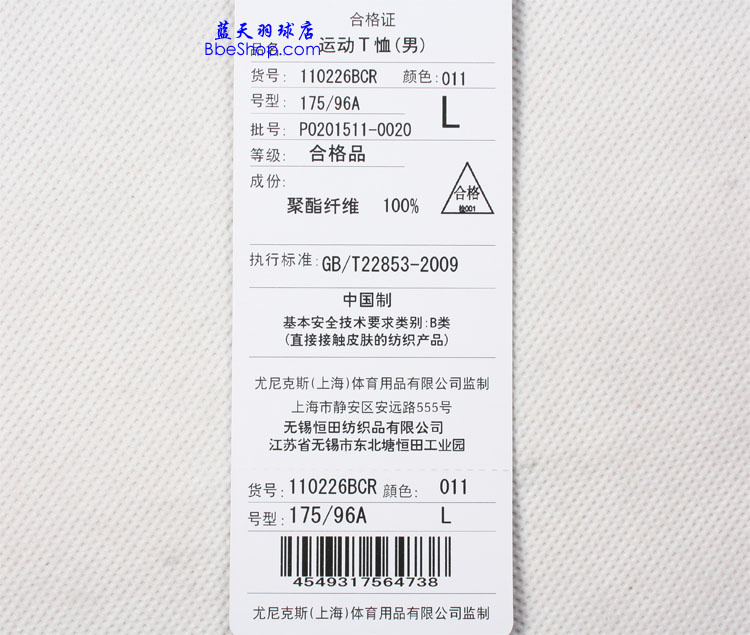 合格证
蓝天羽球店
BbeShop.com
品名 运动T恤(男)
货号: 110226BCR 颜色:011
号型: 175/96A L
批号: P0201511-0020
等级: 合格品
成份:
聚酯纤维 100%
合格
检001
执行标准:GB/T22853-2009
中国制
基本安全技术要求类别:B类
(直接接触皮肤的纺织产品)
尤尼克斯(上海)体育用品有限公司监制
上海市静安区安远路555号
无锡恒田纺织品有限公司
江苏省无锡市东北塘恒田工业园
货号:110226BCR 顔色: 011
号型:175/96A L
4549317564738
尤尼克斯(上海)体育用品有限公司监制